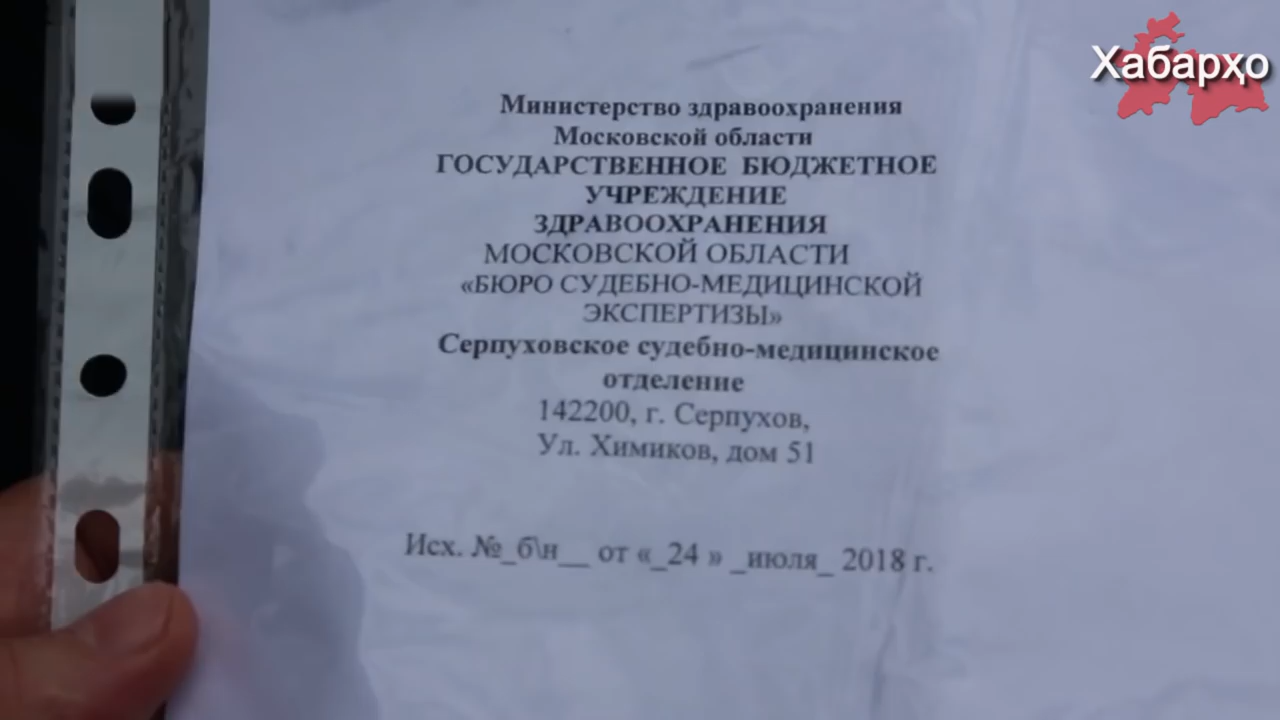 Хабарҳо
Министерство здравоохранения
Московской области
ГОСУДАРСТВЕННОЕ БЮДЖЕТНОЕ
УЧРЕЖДЕНИЕ
ЗДРАВООХРАНЕНИЯ
МОСКОВСКОЙ ОБЛАСТИ
«БЮРО СУДЕБНО-МЕДИЦИНСКОЙ
ЭКСПЕРТИЗЫ»
Серпуховское судебно-медицинское
отделение
142200, г. Серпухов,
Ул. Химиков, дом 51
Исх. №_б\н__ от «_24 » _июля_ 2018 г.